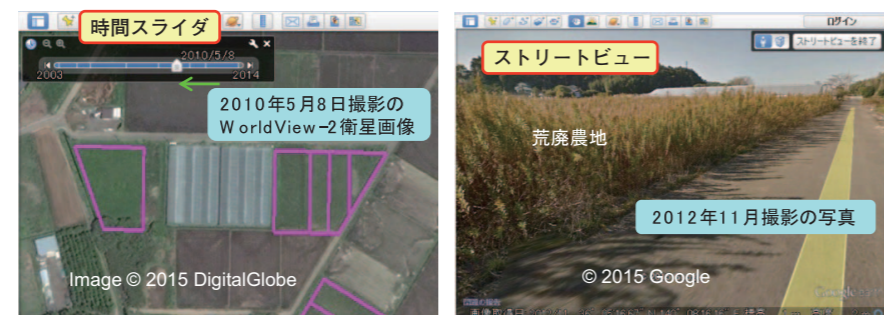 時間スライダ
2010/5/8
2003
2014
2010年5月8日撮影の
WorldView-2衛星画像
Image © 2015 DigitalGlobe
ログイン
ストリートビューを終了
ストリートビュー
荒廃農地
2012年11月撮影の写真
© 2015 Google
Google